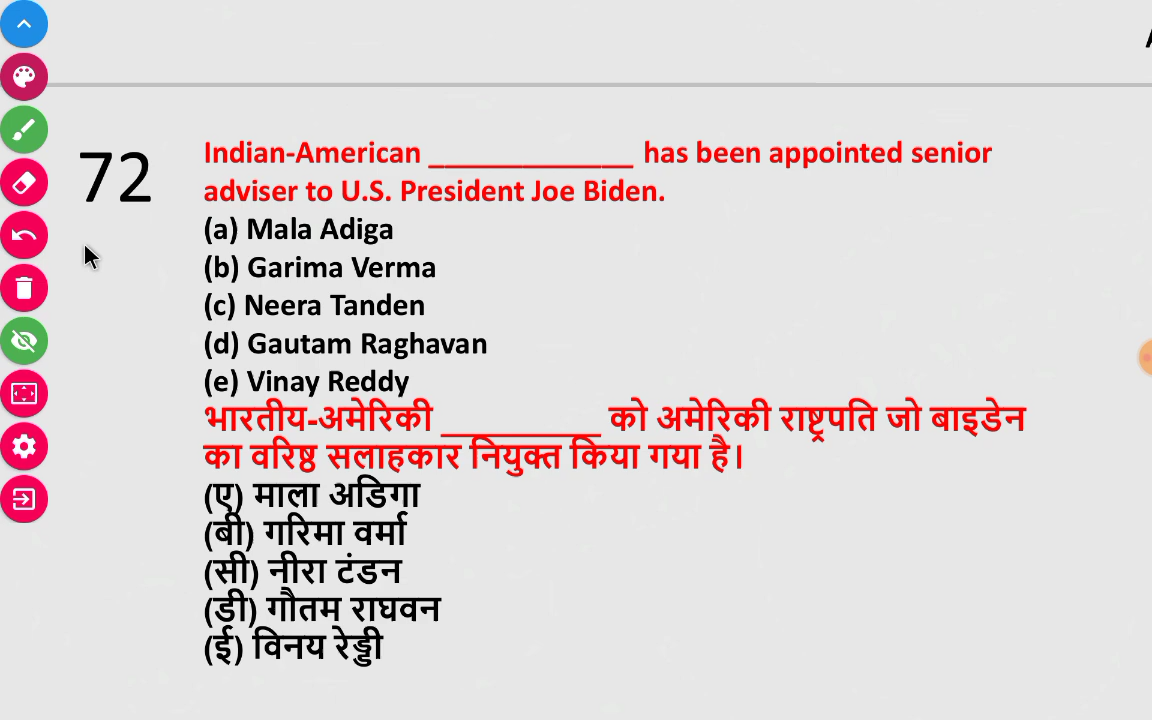 72
Indian-American _____________ has been appointed senior
adviser to U.S. President Joe Biden.
(a) Mala Adiga
(b) Garima Verma
(c) Neera Tanden
(d) Gautam Raghavan
(e) Vinay Reddy
भारतीय-अमेरिकी __________ को अमेरिकी राष्ट्रपति जो बाइडेन
का वरिष्ठ सलाहकार नियुक्त किया गया है।
(ए) माला अडिगा
(बी) गरिमा वर्मा
(सी) नीरा टंडन
(डी) गौतम राघवन
(ई) विनय रेड्डी